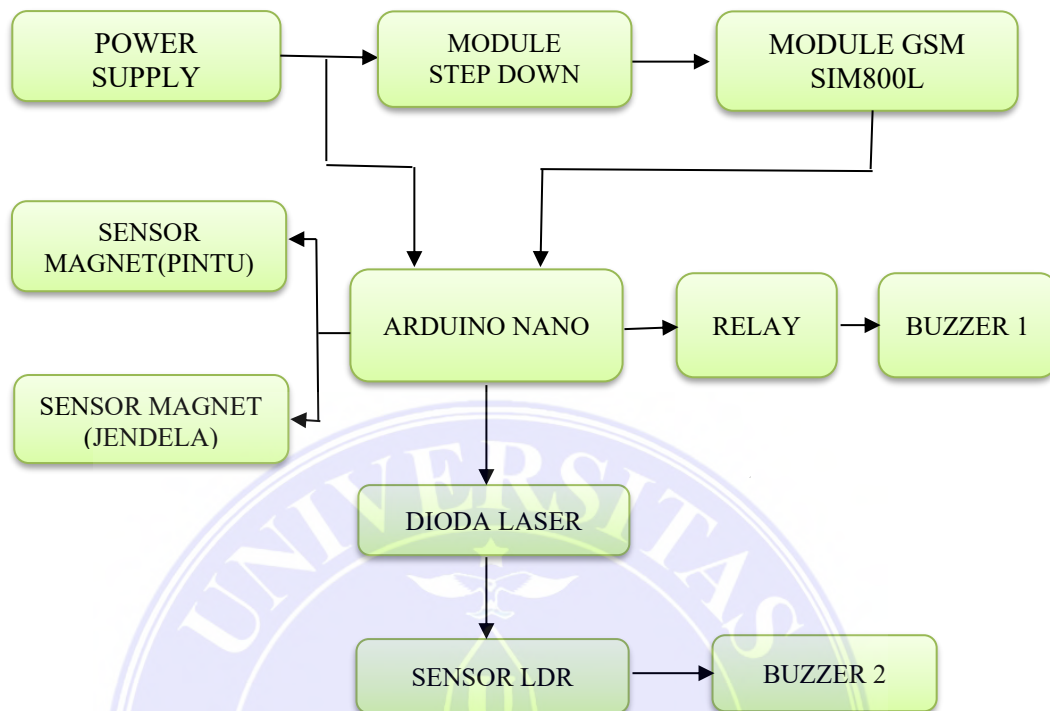 POWER
SUPPLY
MODULE
STEP DOWN
MODULE GSM
SIM800L
SENSOR
MAGNET(PINTU)
ARDUINO NANO
RELAY
BUZZER 1
SENSOR MAGNET
(JENDELA)
UNIVERSITAS
DIODA LASER
SENSOR LDR
BUZZER 2